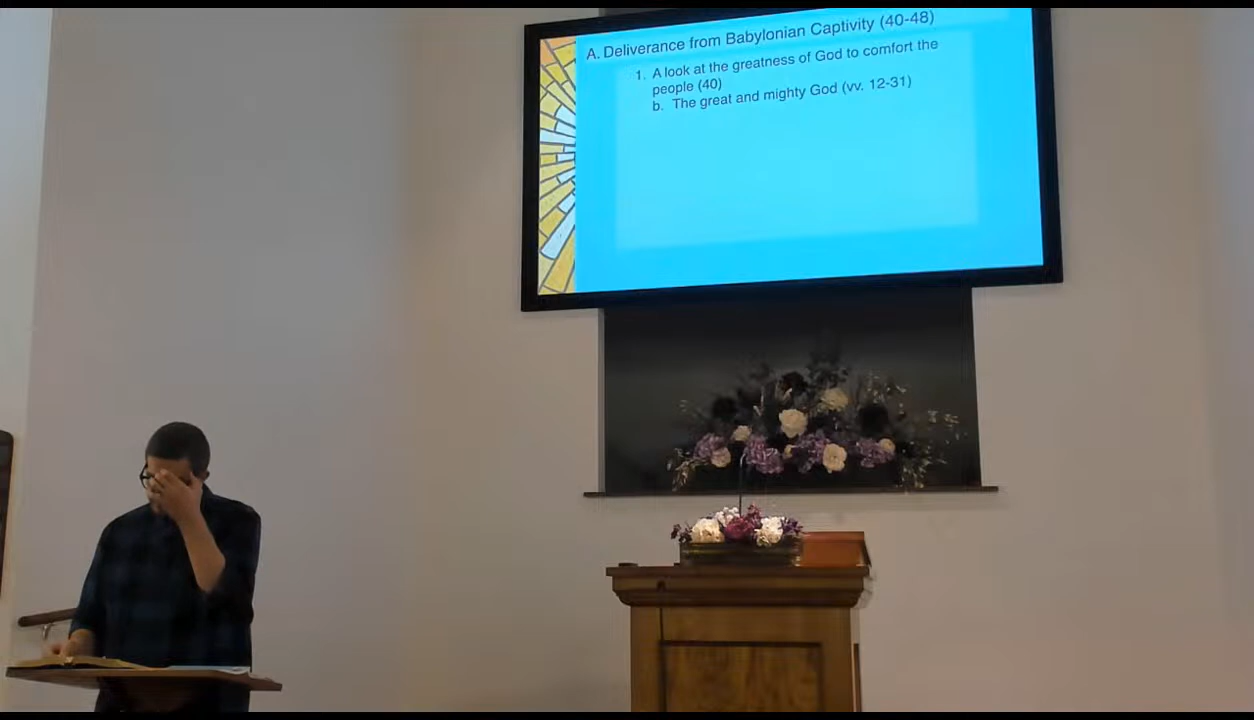 A. Deliverance from Babylonian Captivity (40-48)
1. A look at the greatness of God to comfort the
people (40)
b. The great and mighty God (vv. 12-31)